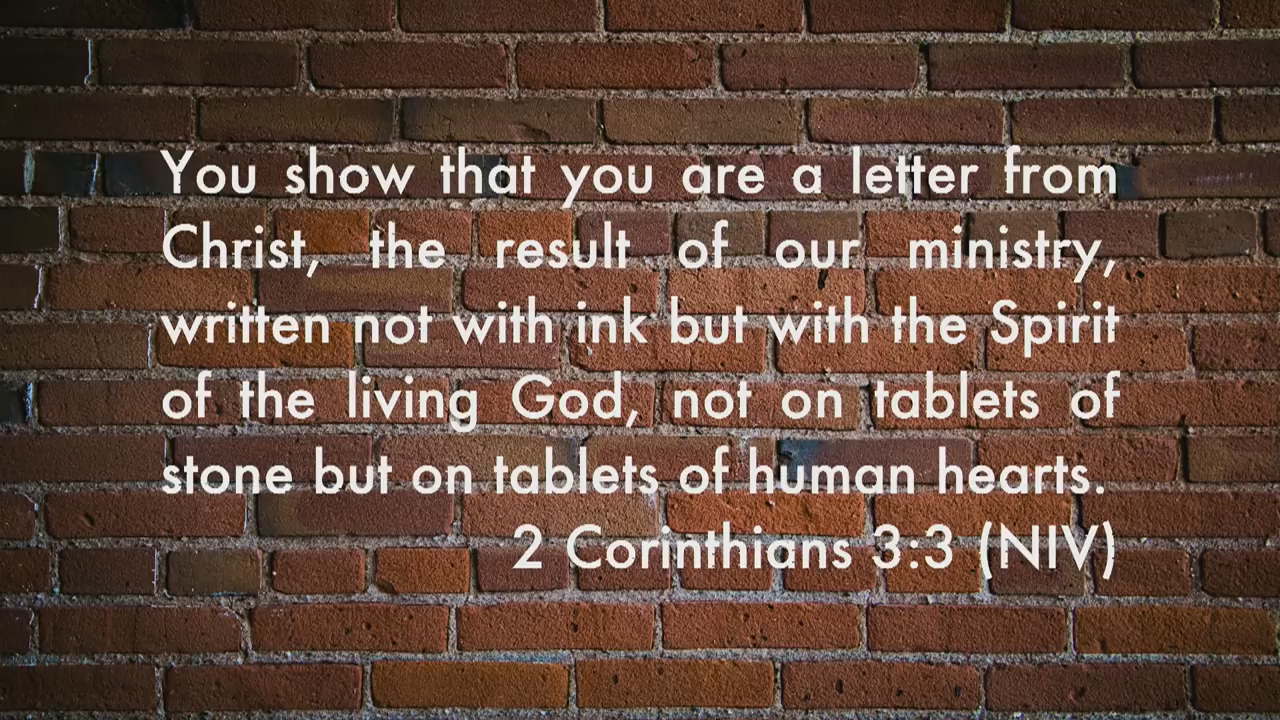 You show that you are a letter from
Christ, the result of our ministry,
written not with ink but with the Spirit
of the living God, not on tablets of
stone but on tablets of human hearts.
2 Corinthians 3:3 (NIV)